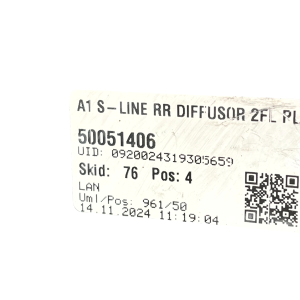 A1 S-LINE RR DIFFUSOR 2FL PL
50051406
UID: 0920024319305659
Skid: 76 Pos: 4
LAN
Uml/Pos: 961/50
14.11.2024 11:19:04